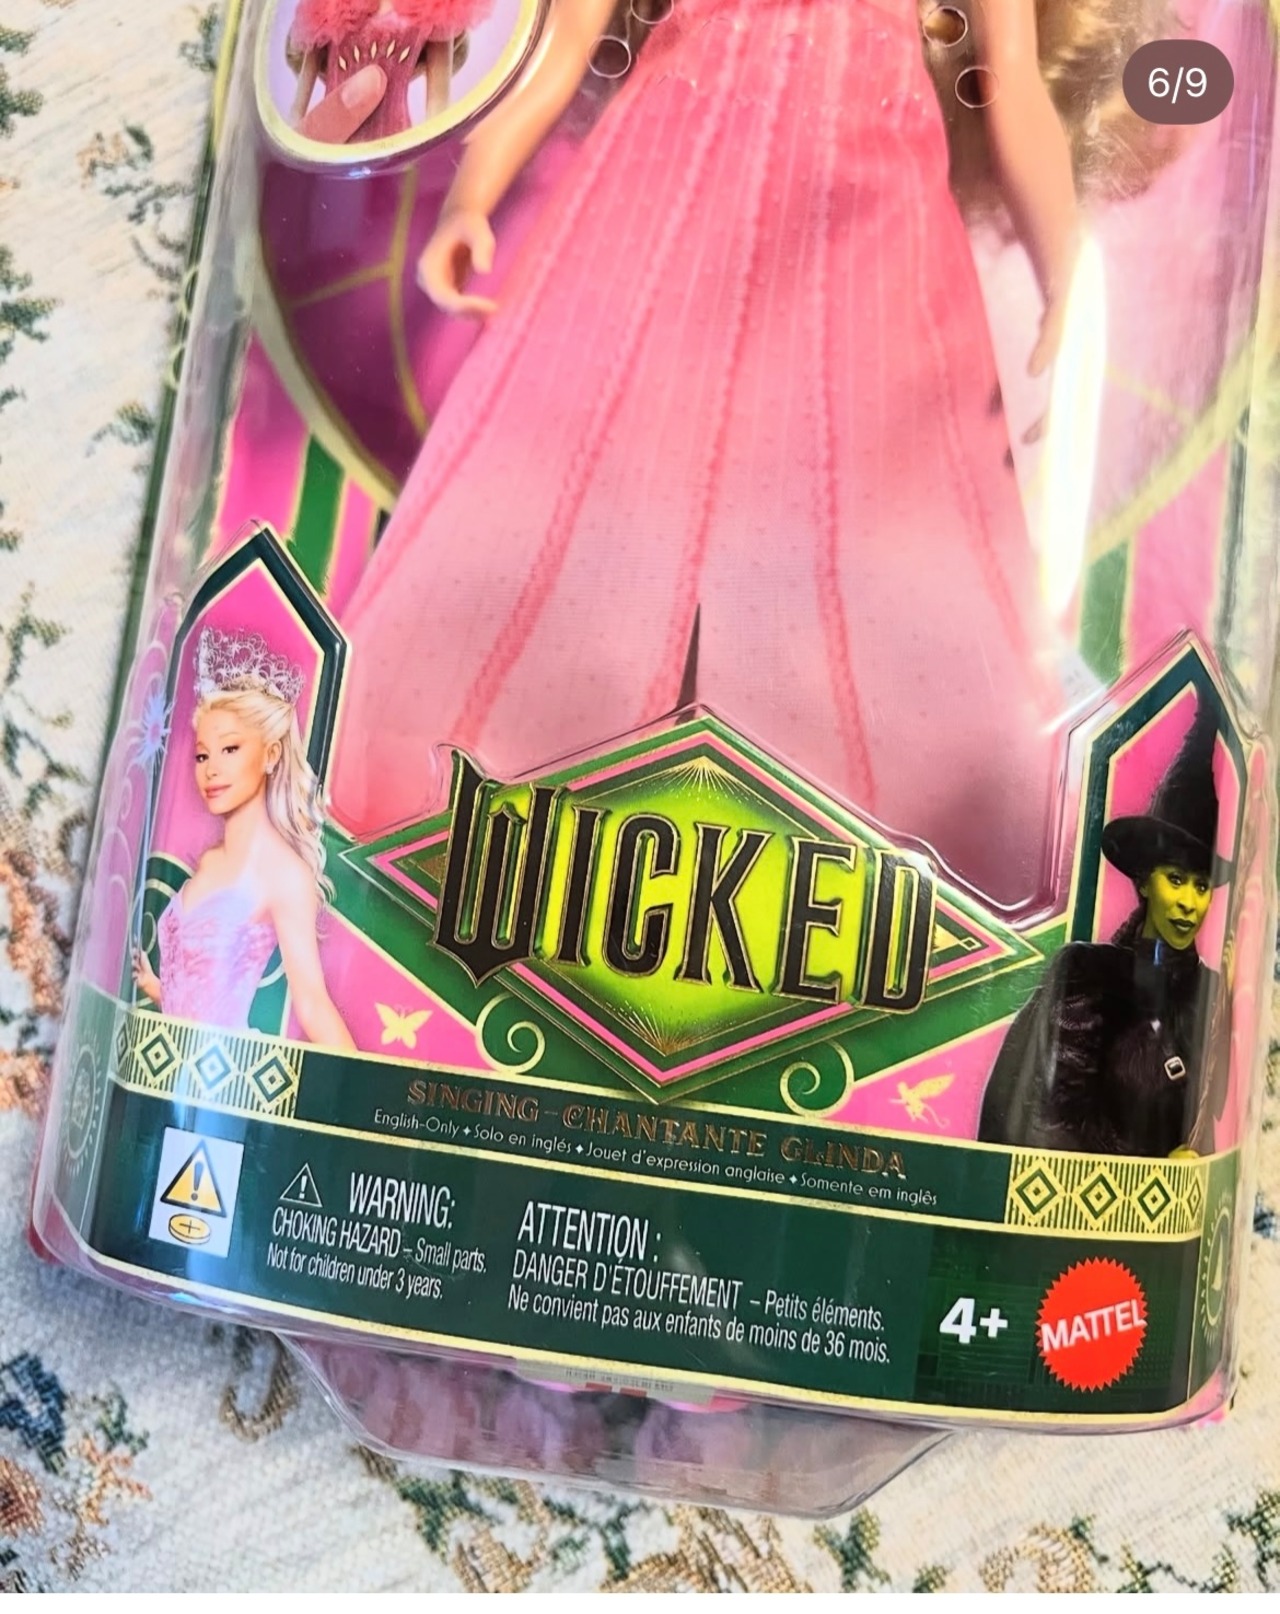 6/9
WICKED
SINGING – CHANTANTE GLINDA
English-Only ✦ Solo en inglés ✦ Jouet d'expression anglaise ✦ Somente em inglês
WARNING:
CHOKING HAZARD – Small parts.
Not for children under 3 years.
ATTENTION :
DANGER D'ÉTOUFFEMENT – Petits éléments.
Ne convient pas aux enfants de moins de 36 mois.
4+
MATTEL